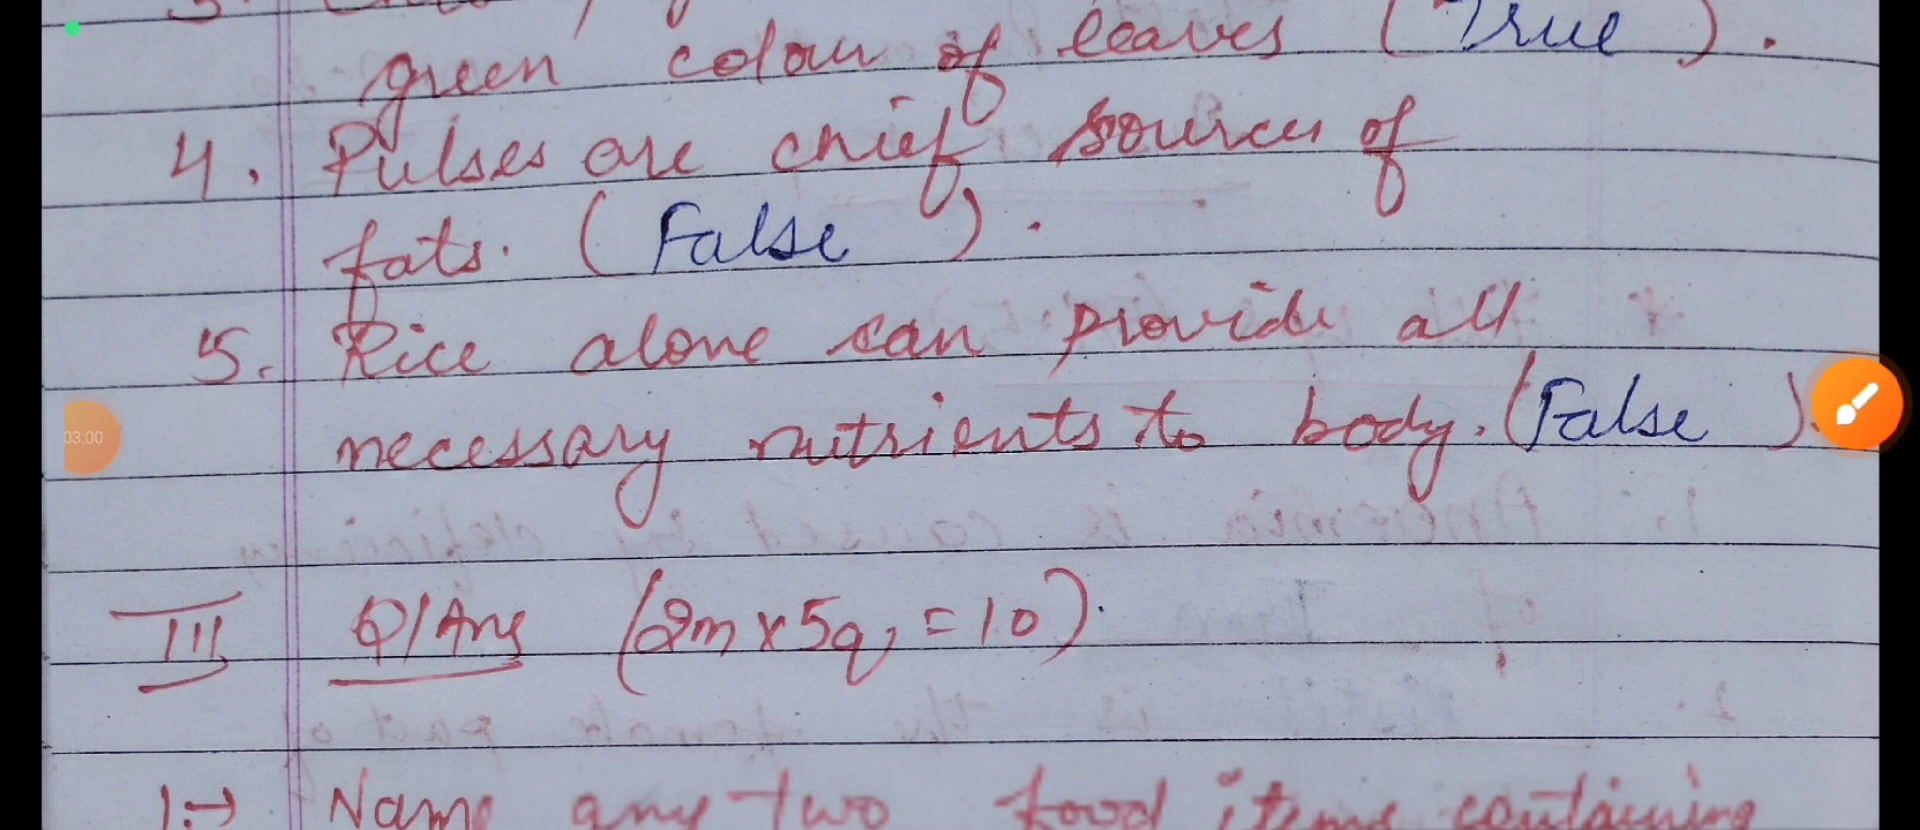 green colour of leaves (True).
4. Pulses are chief sources of
fats. (False).
5. Rice alone can provide all
necessary nutrients to body. (False).
03:00
III Q/Ans (2m x 5q = 10).
1:→ Name any two food items containing